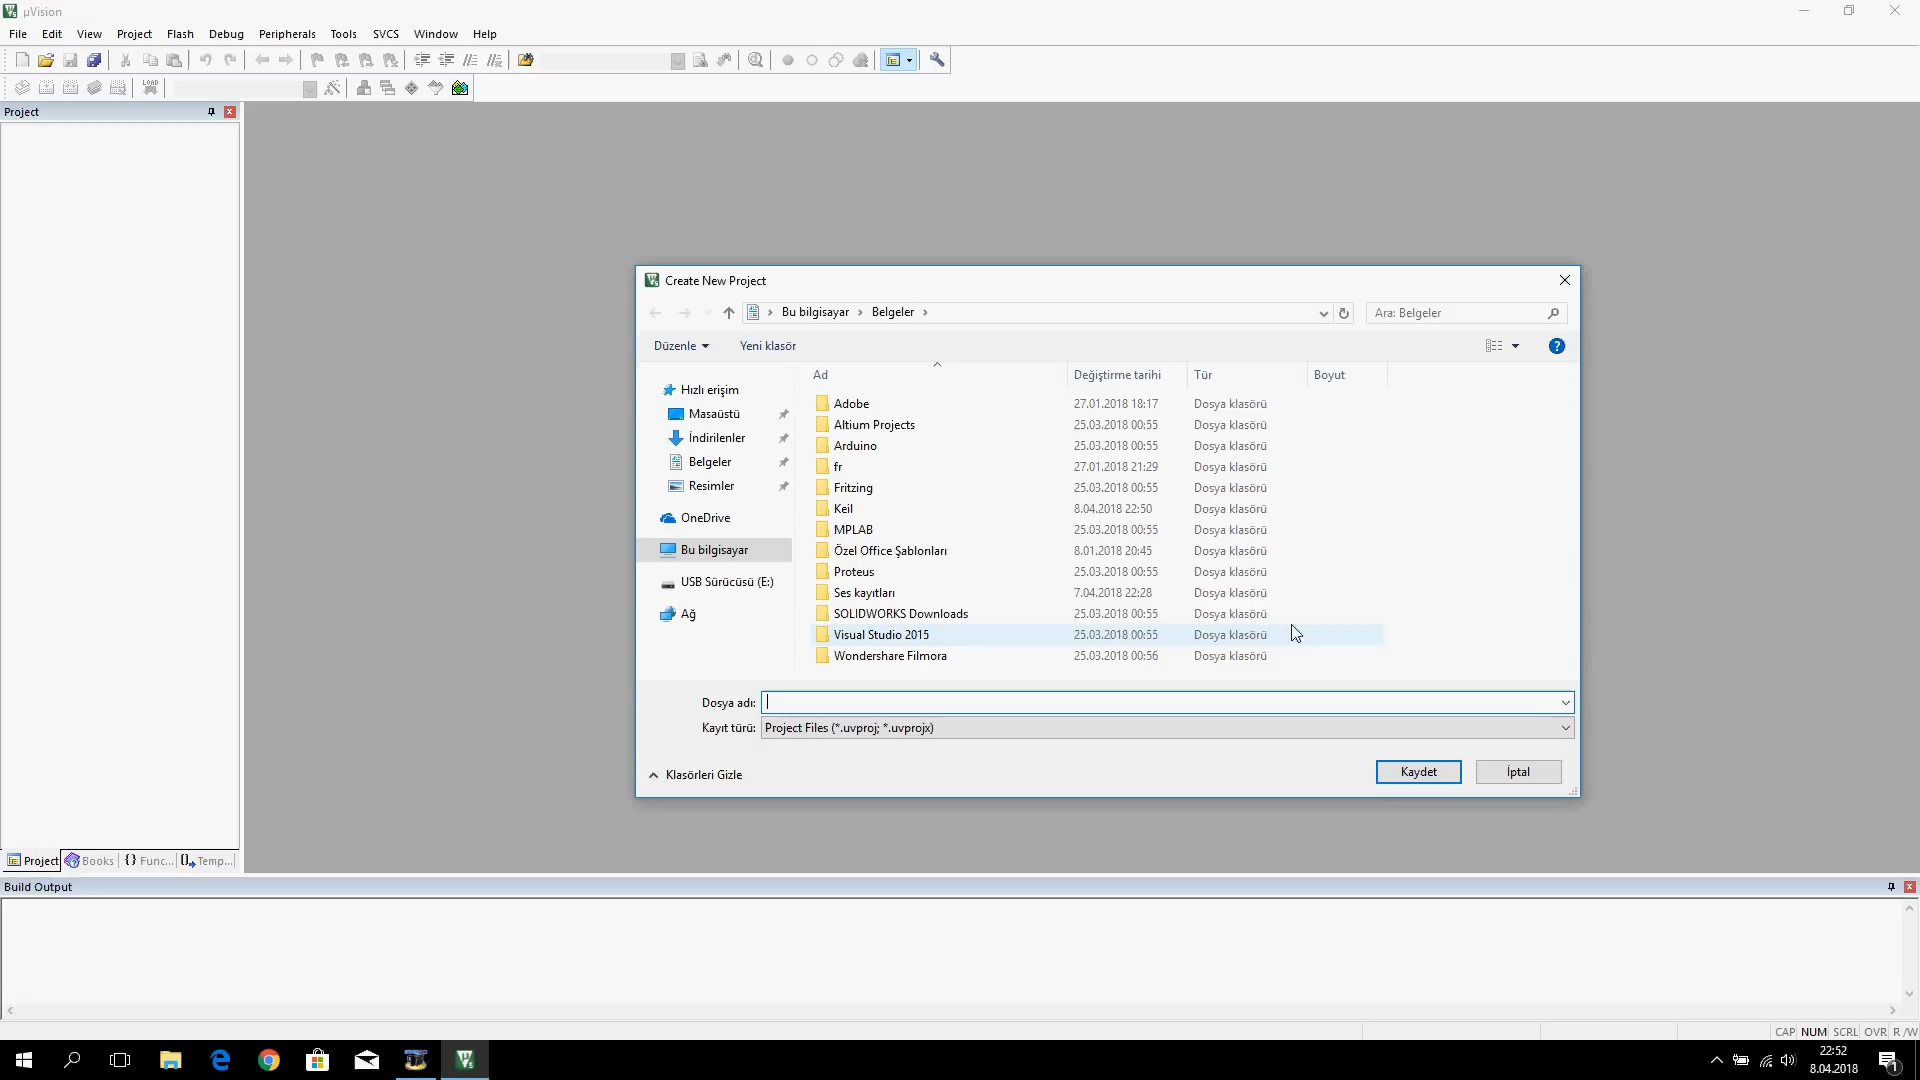 µVision
File Edit View Project Flash Debug Peripherals Tools SVCS Window Help
LOAD
Project
Create New Project
Bu bilgisayar Belgeler
Ara: Belgeler
Düzenle Yeni klasör
Ad Değiştirme tarihi Tür Boyut
Hızlı erişim
Masaüstü
İndirilenler
Belgeler
Resimler
OneDrive
Bu bilgisayar
USB Sürücüsü (E:)
Ağ
Adobe 27.01.2018 18:17 Dosya klasörü
Altium Projects 25.03.2018 00:55 Dosya klasörü
Arduino 25.03.2018 00:55 Dosya klasörü
fr 27.01.2018 21:29 Dosya klasörü
Fritzing 25.03.2018 00:55 Dosya klasörü
Keil 8.04.2018 22:50 Dosya klasörü
MPLAB 25.03.2018 00:55 Dosya klasörü
Özel Office Şablonları 8.01.2018 20:45 Dosya klasörü
Proteus 25.03.2018 00:55 Dosya klasörü
Ses kayıtları 7.04.2018 22:28 Dosya klasörü
SOLIDWORKS Downloads 25.03.2018 00:55 Dosya klasörü
Visual Studio 2015 25.03.2018 00:55 Dosya klasörü
Wondershare Filmora 25.03.2018 00:56 Dosya klasörü
Dosya adı:
Kayıt türü: Project Files (*.uvproj; *.uvprojx)
Klasörleri Gizle Kaydet İptal
Project Books {} Func... Temp...
Build Output
CAP NUM SCRL OVR R/W
22:52
8.04.2018
1